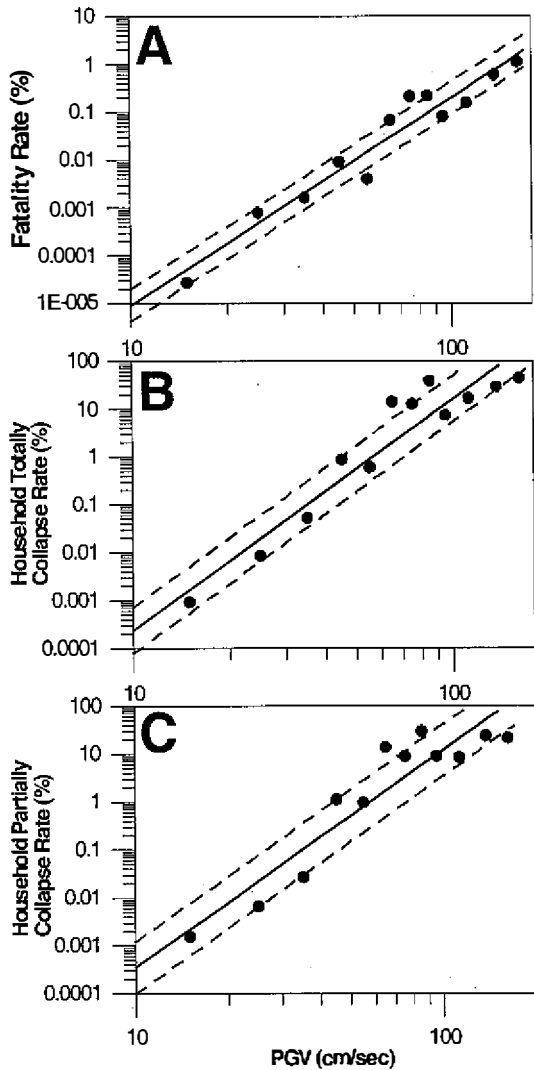 A
Fatality Rate (%)
10
1
0.1
0.01
0.001
0.0001
1E-005
10
100
B
Household Totally
Collapse Rate (%)
100
10
1
0.1
0.01
0.001
0.0001
10
100
C
Household Partially
Collapse Rate (%)
100
10
1
0.1
0.01
0.001
0.0001
10
100
PGV (cm/sec)